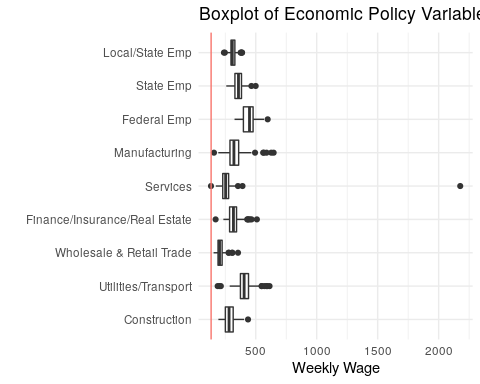 Boxplot of Economic Policy Variable
Local/State Emp
State Emp
Federal Emp
Manufacturing
Services
Finance/Insurance/Real Estate
Wholesale & Retail Trade
Utilities/Transport
Construction
500 1000 1500 2000
Weekly Wage